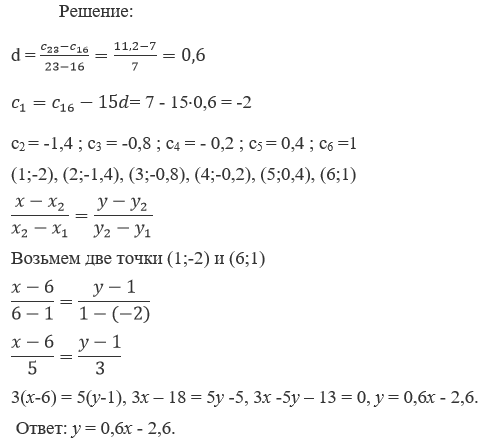 Решение:
d = \frac{c_{23}-c_{16}}{23-16} = \frac{11,2-7}{7} = 0,6
c_1 = c_{16} − 15d= 7 - 15·0,6 = -2
c₂ = -1,4 ; c₃ = -0,8 ; c₄ = - 0,2 ; c₅ = 0,4 ; c₆ =1
(1;-2), (2;-1,4), (3;-0,8), (4;-0,2), (5;0,4), (6;1)
\frac{x − x_2}{x_2 − x_1} = \frac{y − y_2}{y_2 − y_1}
Возьмем две точки (1;-2) и (6;1)
\frac{x − 6}{6 − 1} = \frac{y − 1}{1 − (−2)}
\frac{x − 6}{5} = \frac{y − 1}{3}
3(x-6) = 5(y-1), 3x – 18 = 5y -5, 3x -5y – 13 = 0, y = 0,6x - 2,6.
Ответ: y = 0,6x - 2,6.